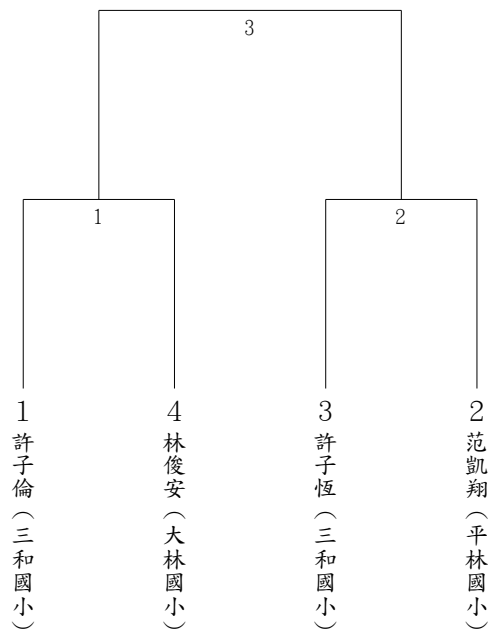 3
1
2
1 許子倫（三和國小）
4 林俊安（大林國小）
3 許子恆（三和國小）
2 范凱翔（平林國小）